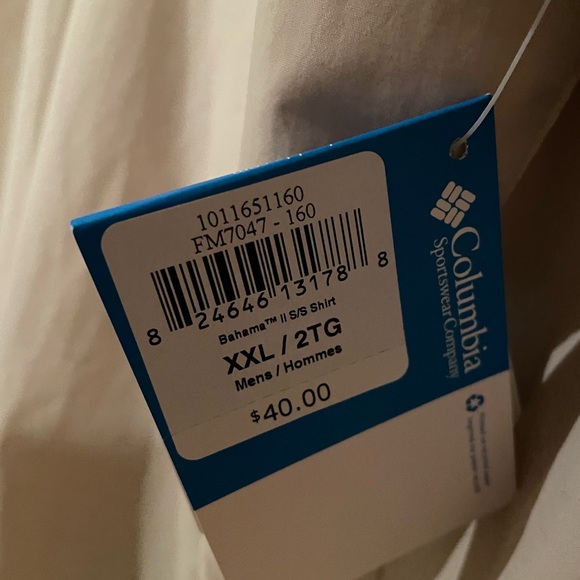 1011651160
FM7047 - 160
8 24646 13178 8
Bahama™ II S/S Shirt
XXL / 2TG
Mens / Hommes
$40.00
Columbia
Sportswear Company